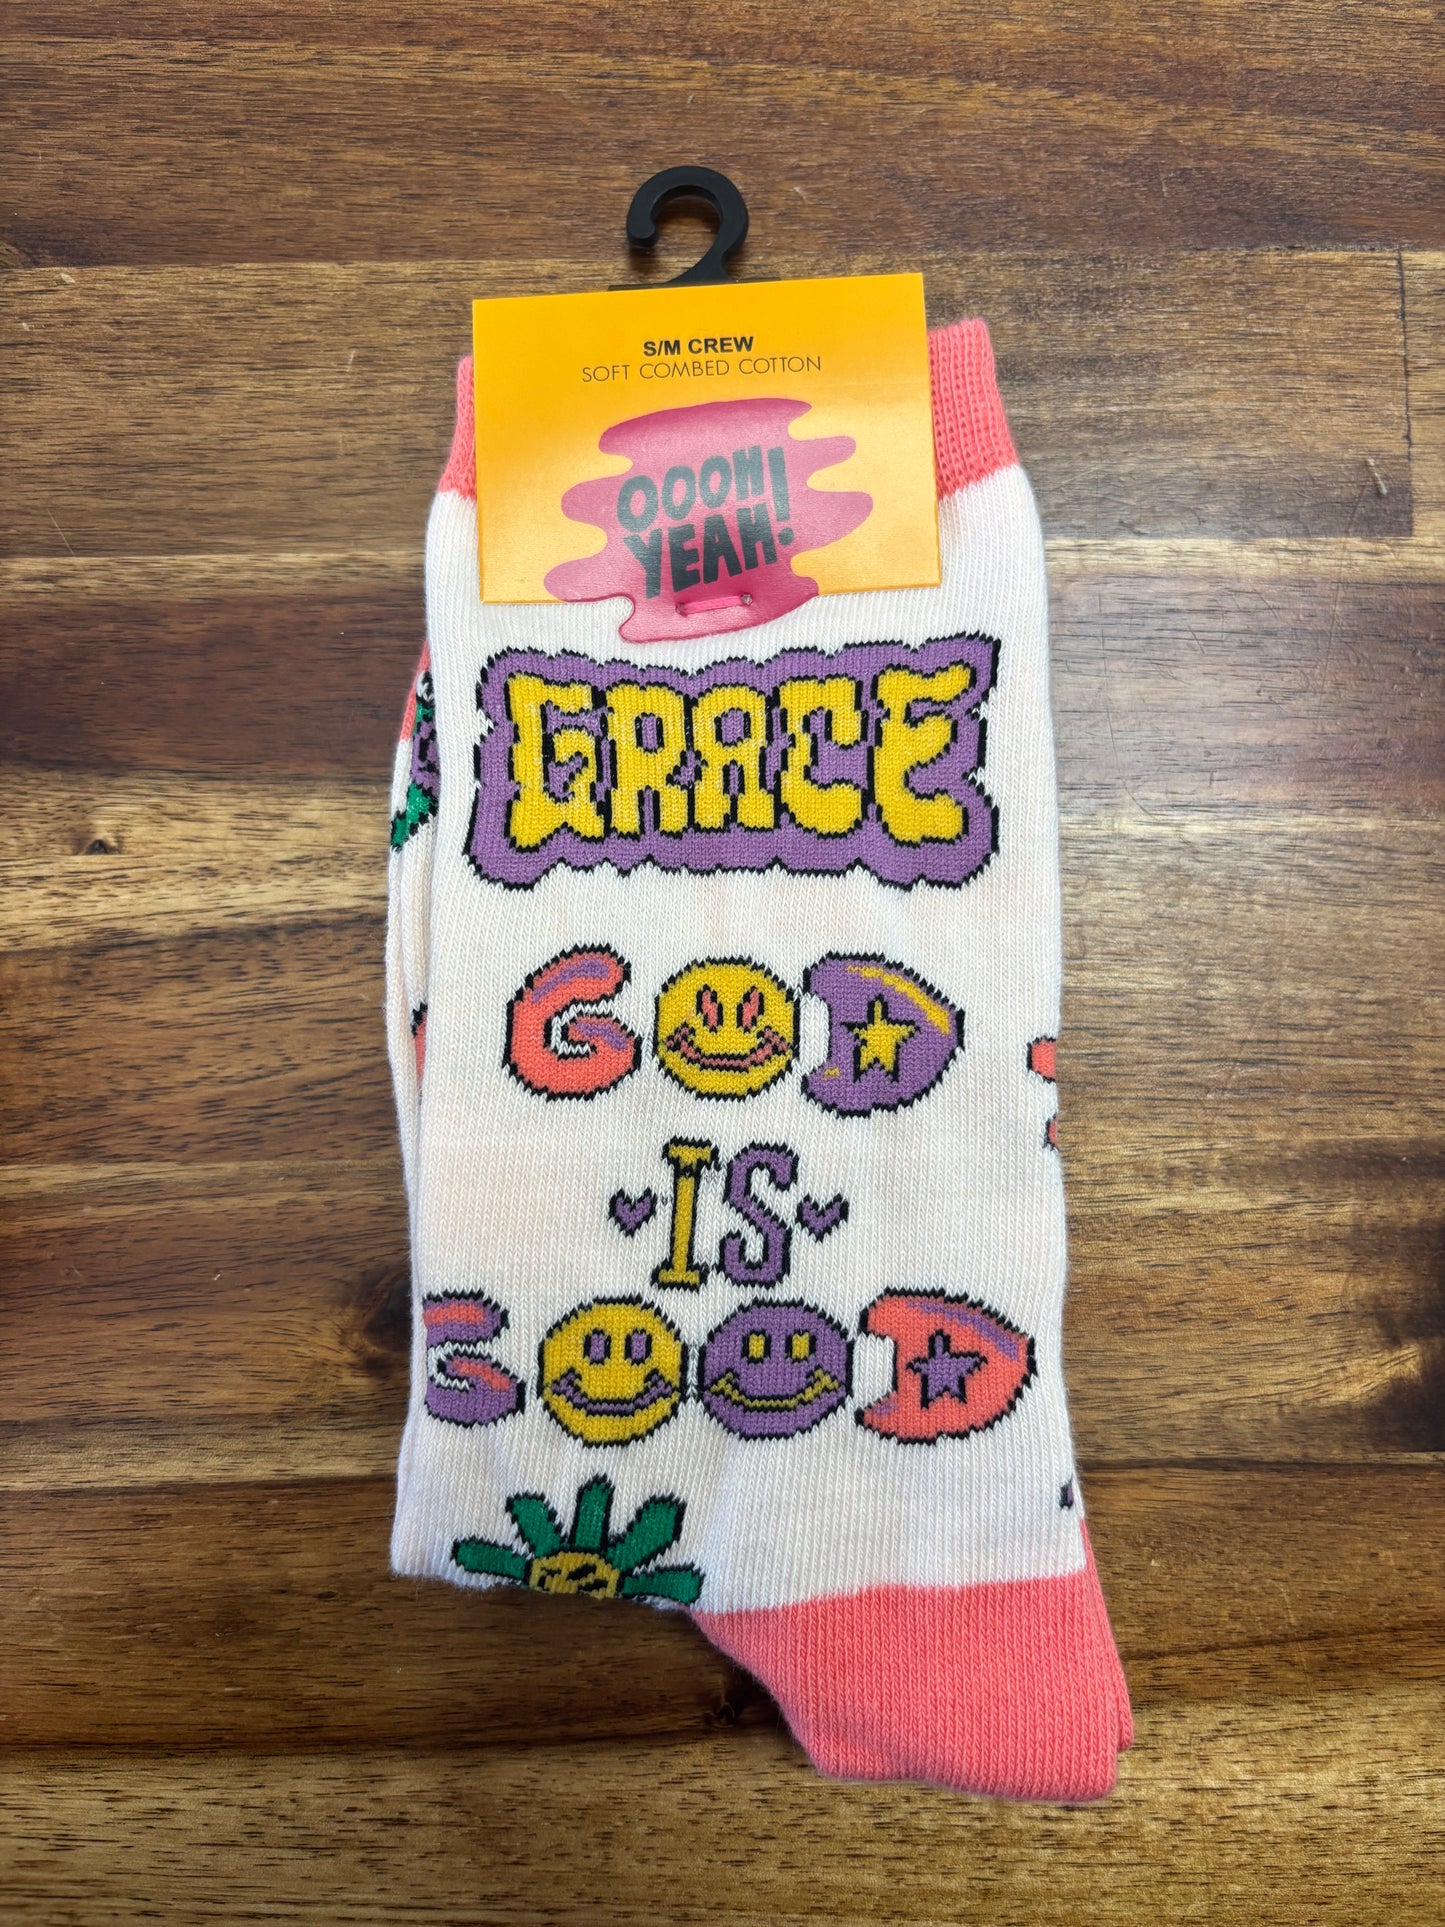 S/M CREW
SOFT COMBED COTTON
OOOH
YEAH!
GRACE
GOD
IS
GOOD